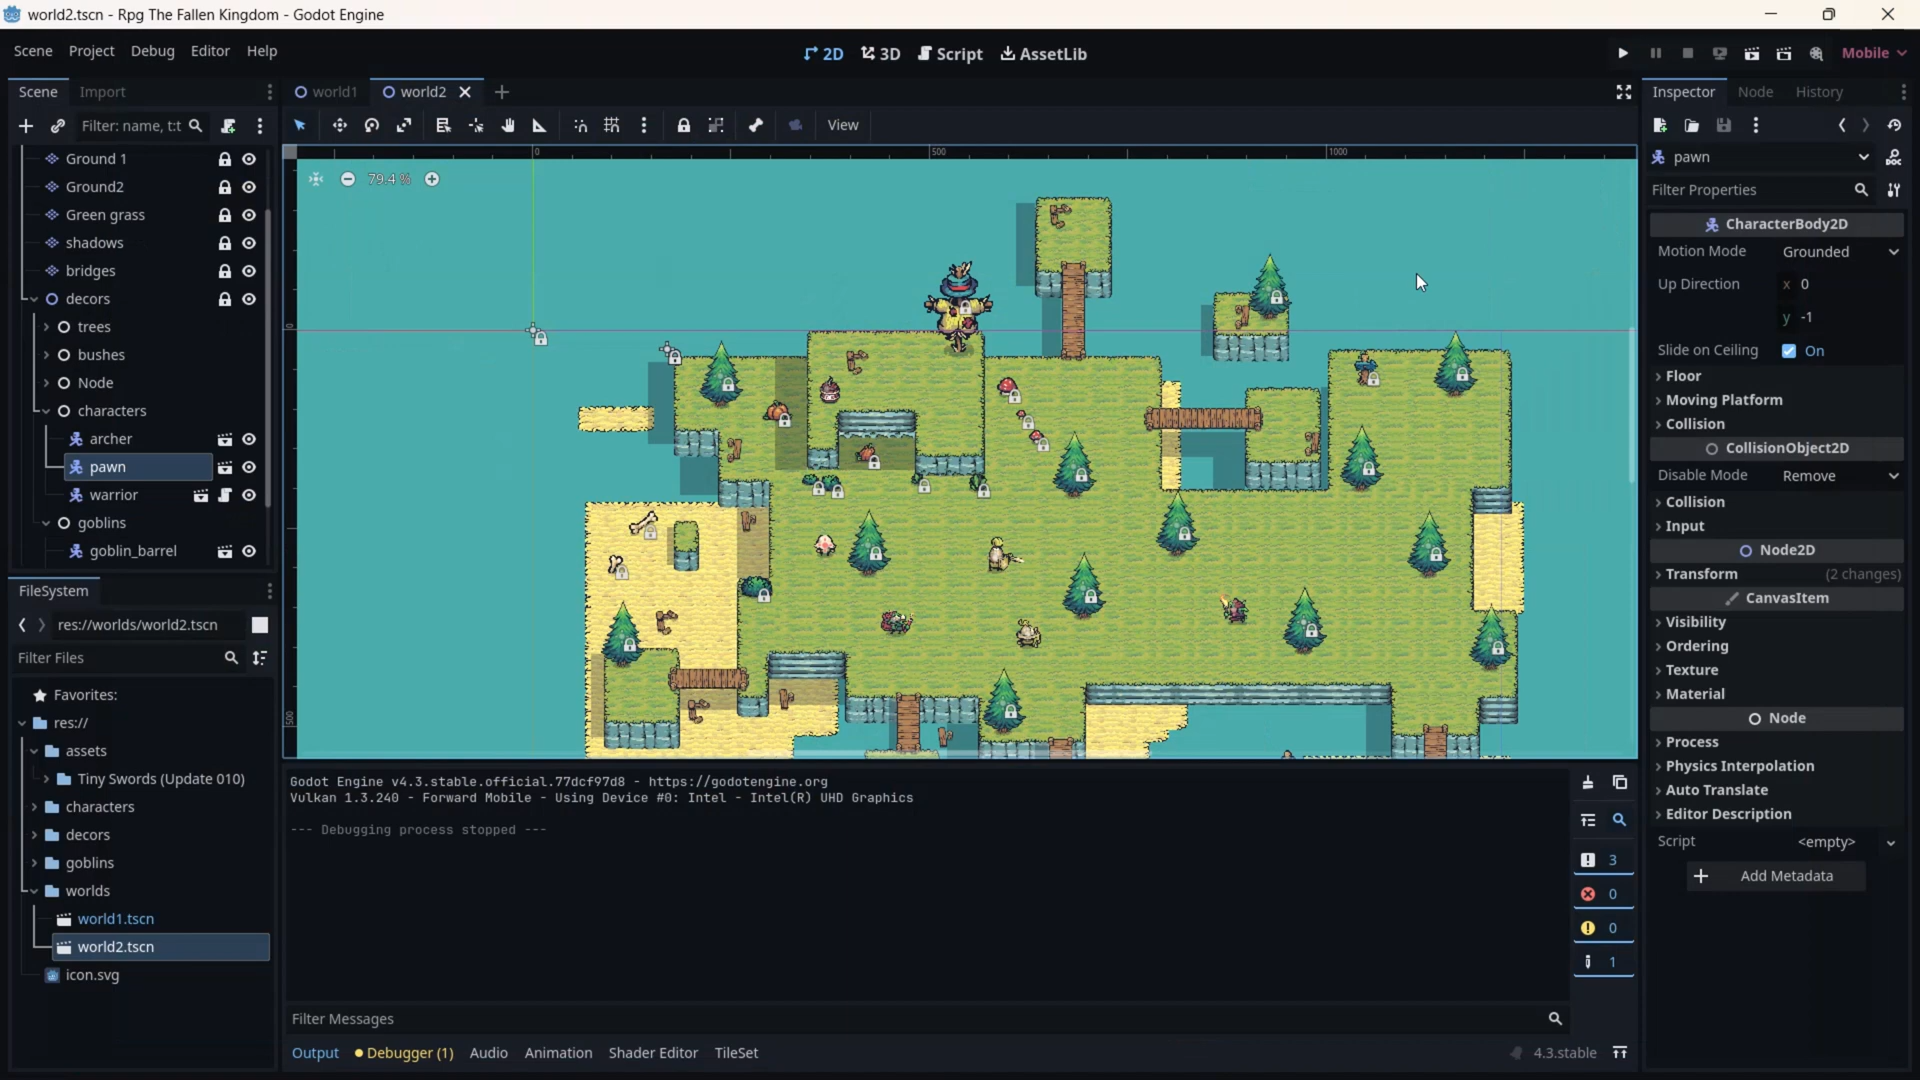 world2.tscn - Rpg The Fallen Kingdom - Godot Engine
Scene Project Debug Editor Help
2D 3D Script AssetLib
Mobile
Scene Import
world1 world2
Inspector Node History
Filter: name, t:t
View
Ground 1
Ground2
Green grass
shadows
bridges
decors
trees
bushes
Node
characters
archer
pawn
warrior
goblins
goblin_barrel
FileSystem
res://worlds/world2.tscn
Filter Files
Favorites:
res://
assets
Tiny Swords (Update 010)
characters
decors
goblins
worlds
world1.tscn
world2.tscn
icon.svg
0 500 1000
79.4 %
0
500
Godot Engine v4.3.stable.official.77dcf97d8 - https://godotengine.org
Vulkan 1.3.240 - Forward Mobile - Using Device #0: Intel - Intel(R) UHD Graphics
--- Debugging process stopped ---
3
0
0
1
Filter Messages
Output Debugger (1) Audio Animation Shader Editor TileSet
4.3.stable
pawn
Filter Properties
CharacterBody2D
Motion Mode Grounded
Up Direction x 0
y -1
Slide on Ceiling On
Floor
Moving Platform
Collision
CollisionObject2D
Disable Mode Remove
Collision
Input
Node2D
Transform (2 changes)
CanvasItem
Visibility
Ordering
Texture
Material
Node
Process
Physics Interpolation
Auto Translate
Editor Description
Script <empty>
Add Metadata